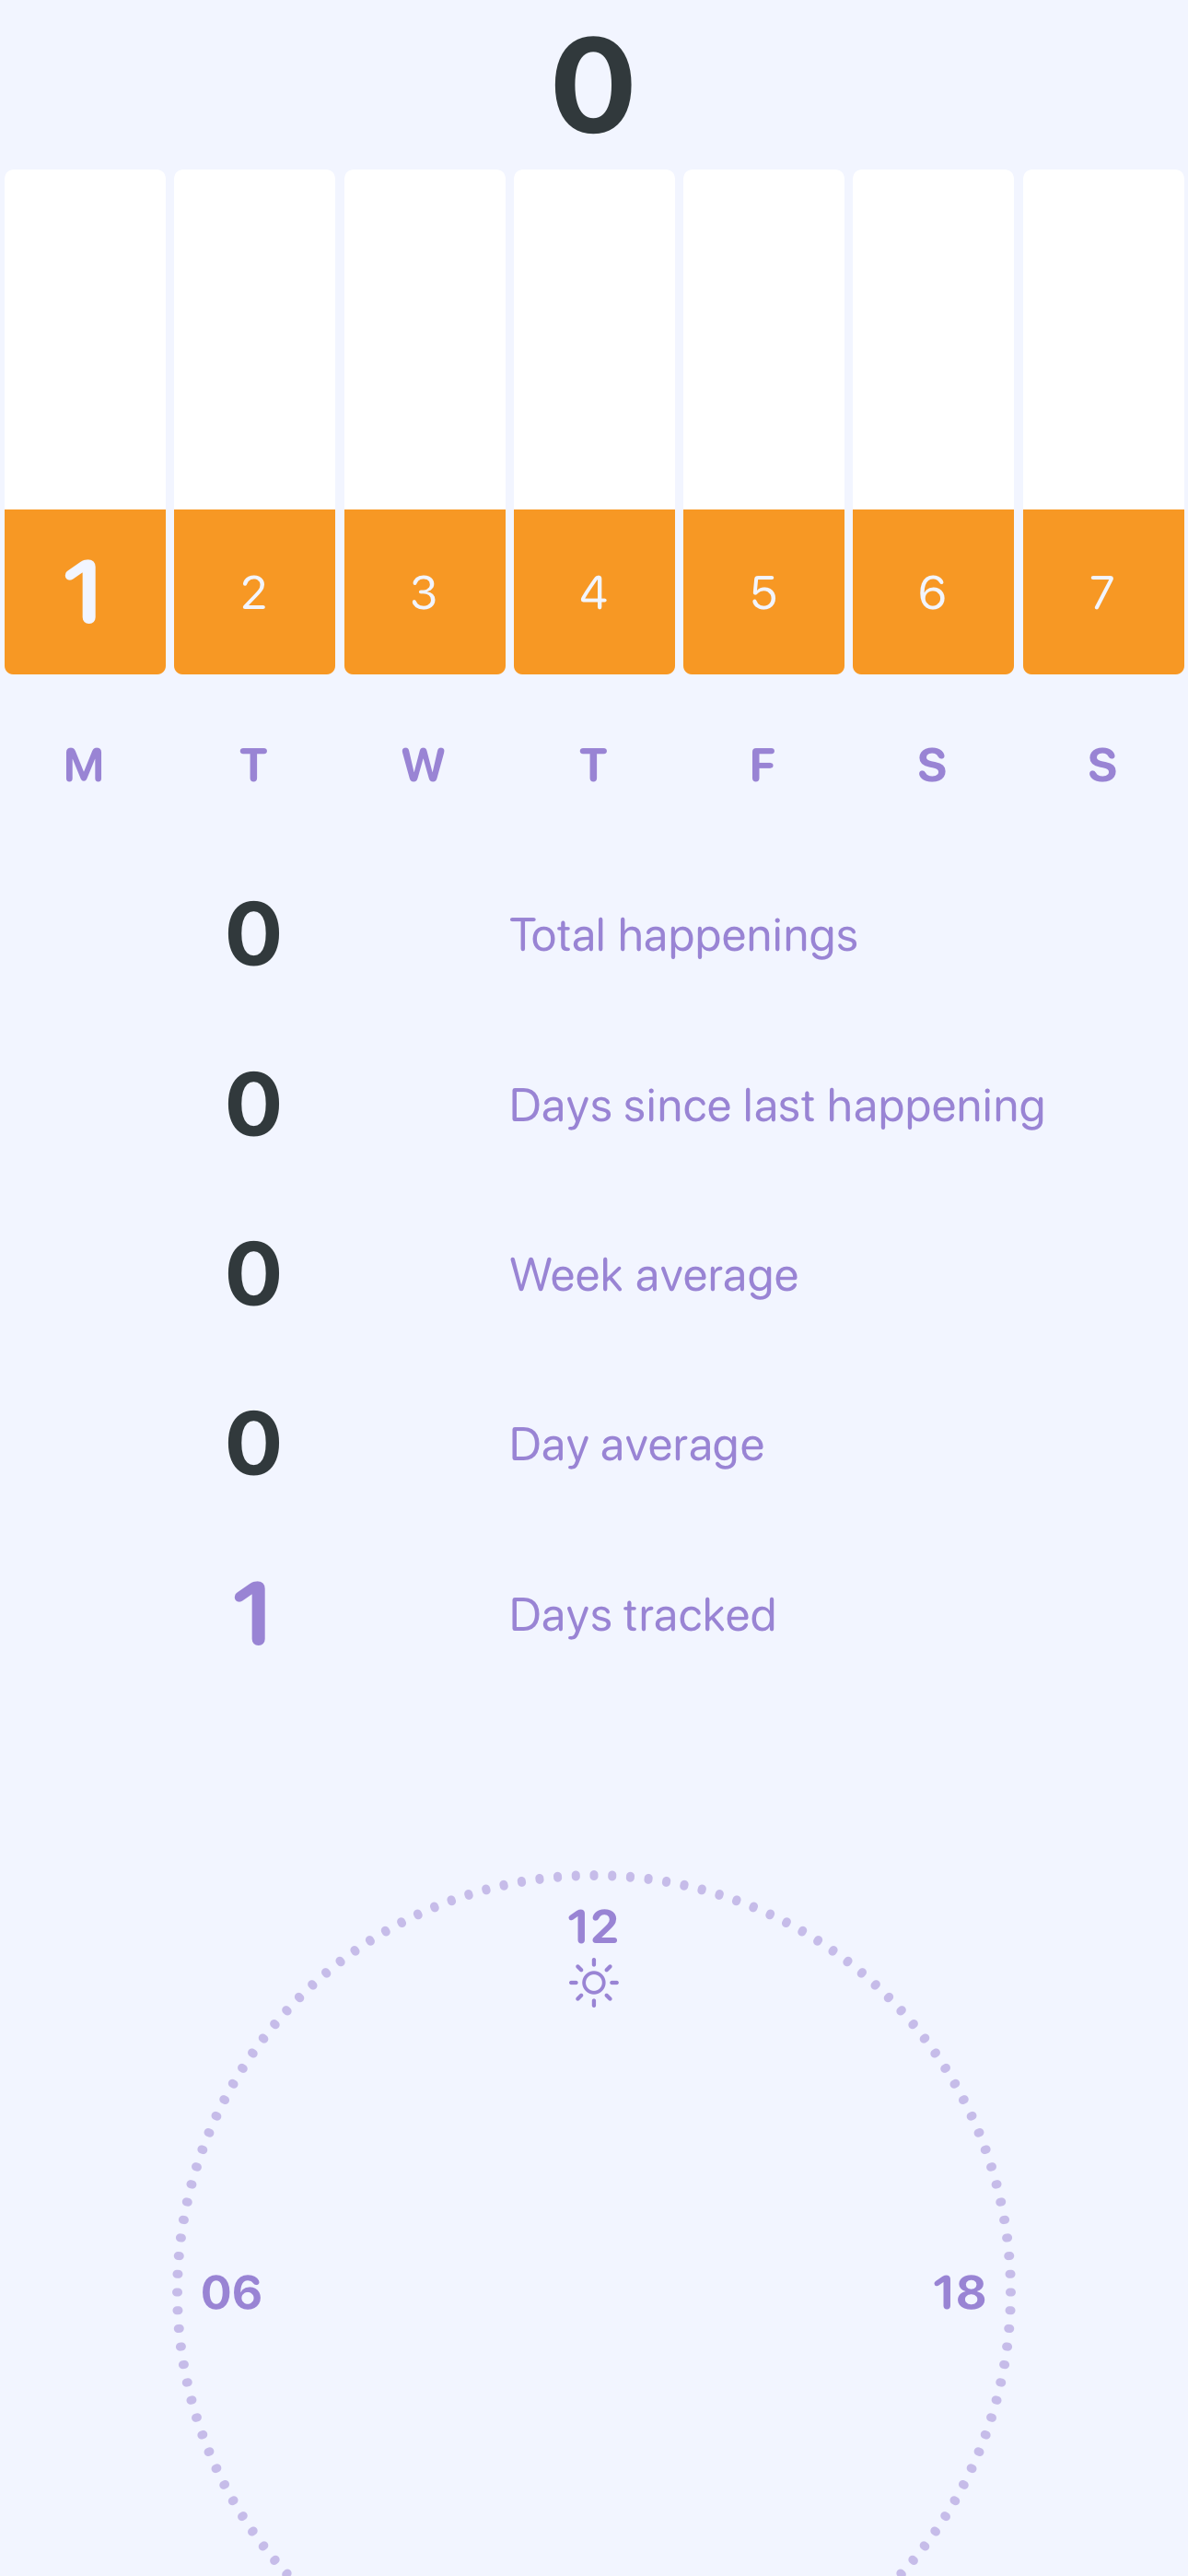 0
1 2 3 4 5 6 7
M T W T F S S
0 Total happenings
0 Days since last happening
0 Week average
0 Day average
1 Days tracked
12
06 18